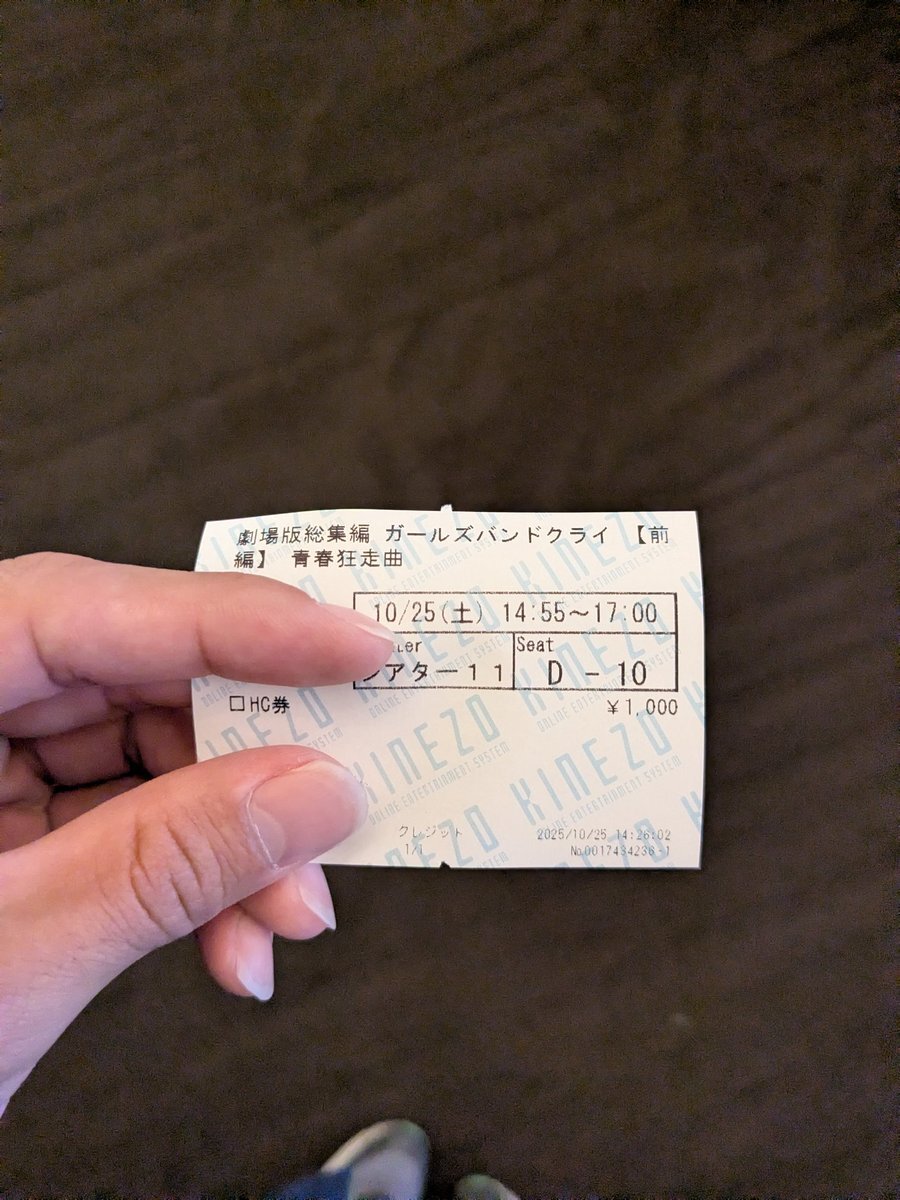 劇場版総集編 ガールズバンドクライ 【前
編】 青春狂走曲
10/25(土) 14:55～17:00
Seat
シアター１１
D －10
□HC券
￥1,000
クレジット
1/1
2025/10/25 14:26:02
№0017434236-1
KINEZO
ONLINE ENTERTAINMENT SYSTEM